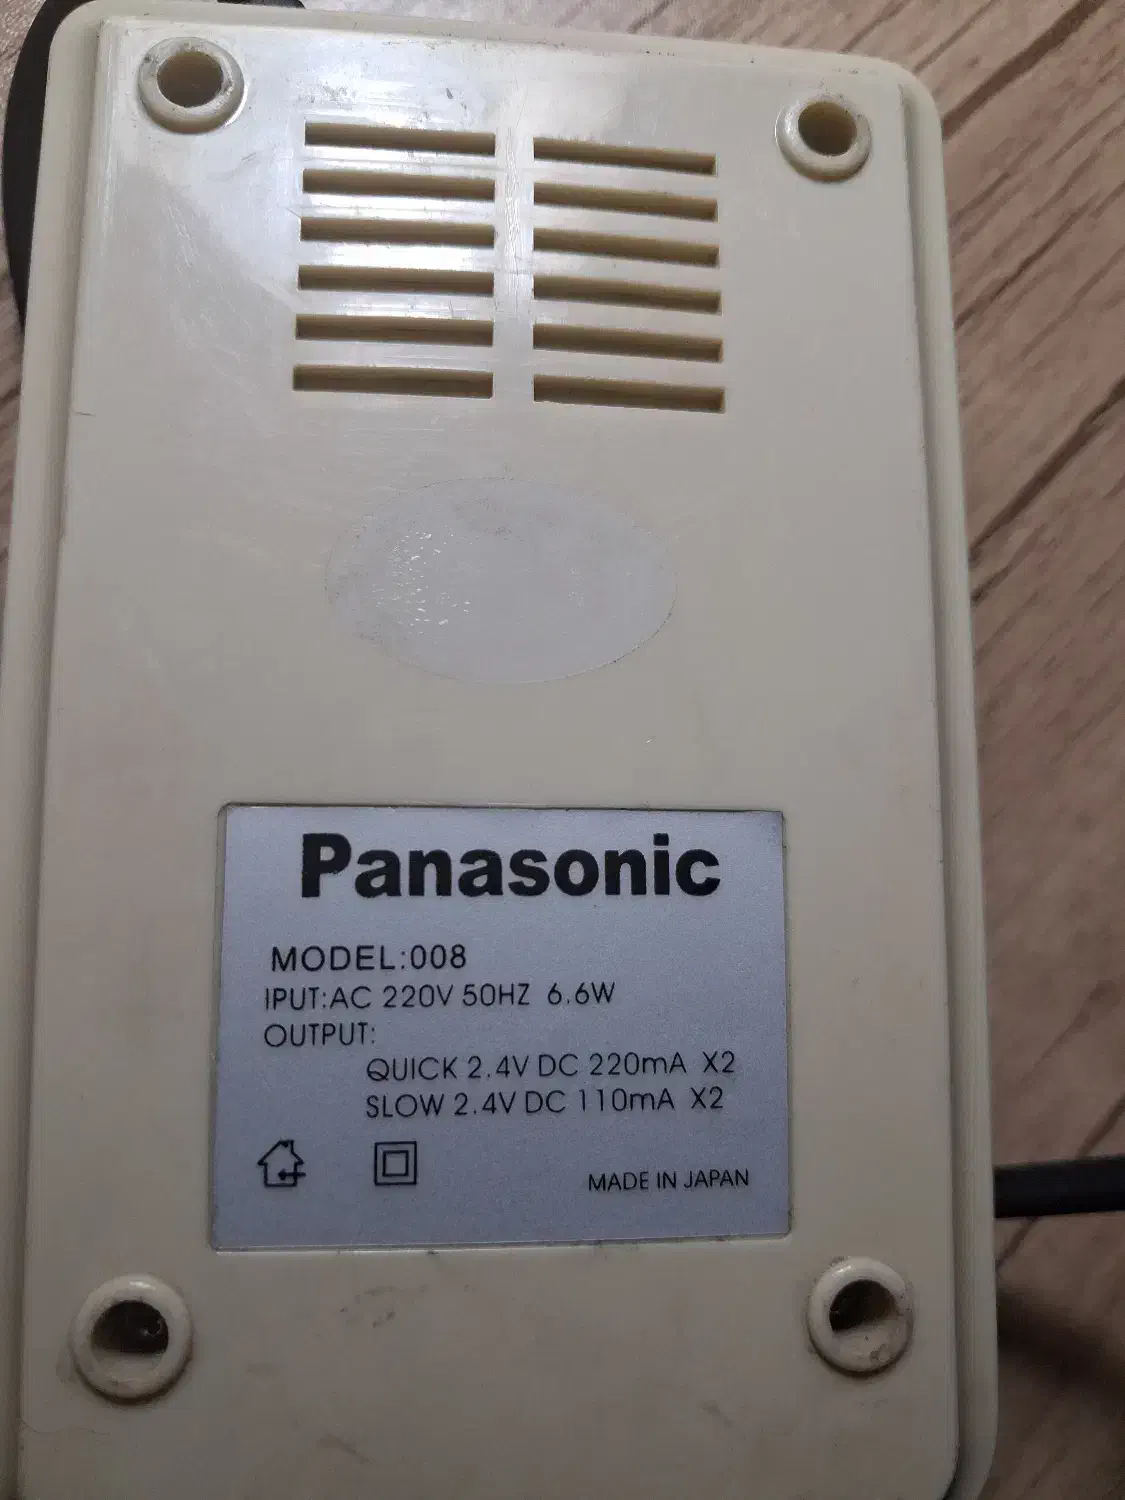 Panasonic
MODEL:008
IPUT:AC 220V 50HZ 6.6W
OUTPUT:
QUICK 2.4V DC 220mA X2
SLOW 2.4V DC 110mA X2
MADE IN JAPAN